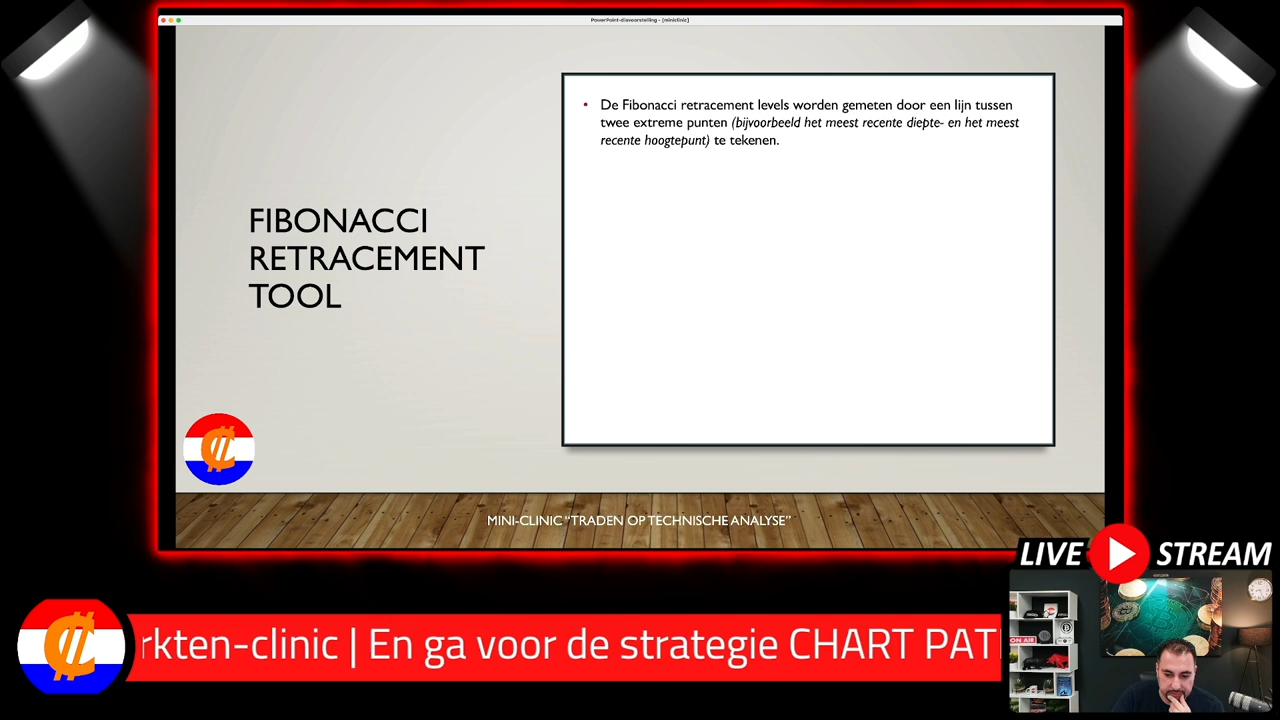 PowerPoint-diavoorstelling - [miniclinic]
De Fibonacci retracement levels worden gemeten door een lijn tussen
twee extreme punten (bijvoorbeeld het meest recente diepte- en het meest
recente hoogtepunt) te tekenen.
FIBONACCI
RETRACEMENT
TOOL
MINI-CLINIC “TRADEN OP TECHNISCHE ANALYSE”
LIVE STREAM
ON AIR
rkten-clinic | En ga voor de strategie CHART PAT